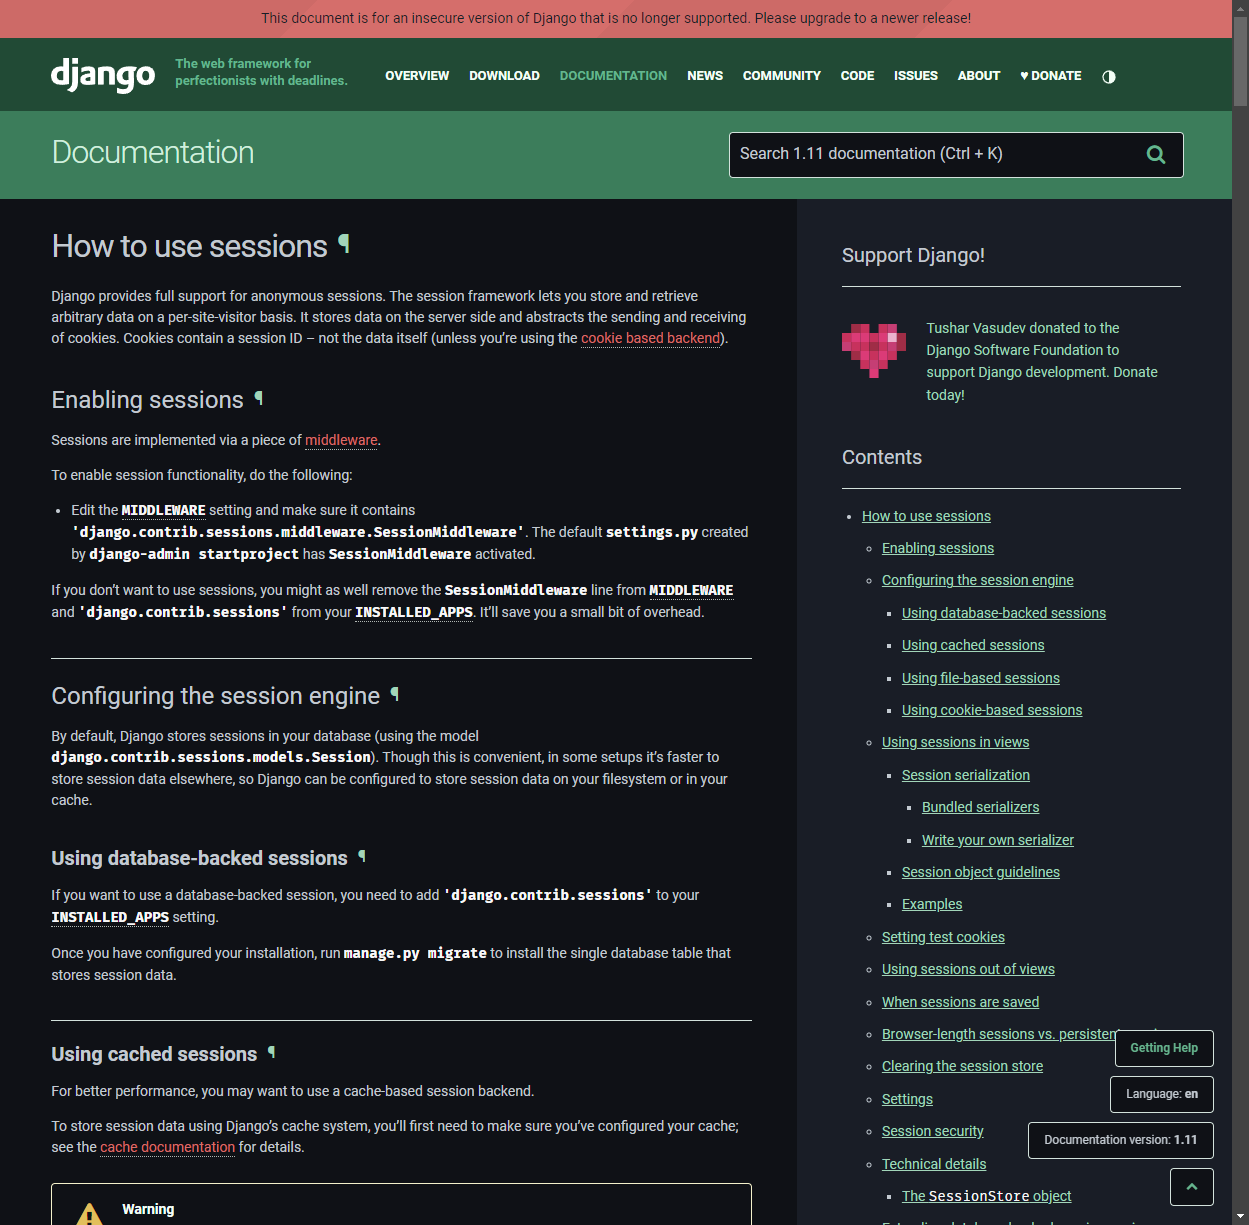 This document is for an insecure version of Django that is no longer supported. Please upgrade to a newer release!
django
The web framework for
perfectionists with deadlines.
OVERVIEW DOWNLOAD DOCUMENTATION NEWS COMMUNITY CODE ISSUES ABOUT ♥ DONATE
Documentation
Search 1.11 documentation (Ctrl + K)
How to use sessions ¶
Django provides full support for anonymous sessions. The session framework lets you store and retrieve
arbitrary data on a per-site-visitor basis. It stores data on the server side and abstracts the sending and receiving
of cookies. Cookies contain a session ID – not the data itself (unless you’re using the cookie based backend).
Enabling sessions ¶
Sessions are implemented via a piece of middleware.
To enable session functionality, do the following:
• Edit the MIDDLEWARE setting and make sure it contains
'django.contrib.sessions.middleware.SessionMiddleware'. The default settings.py created
by django-admin startproject has SessionMiddleware activated.
If you don’t want to use sessions, you might as well remove the SessionMiddleware line from MIDDLEWARE
and 'django.contrib.sessions' from your INSTALLED_APPS. It’ll save you a small bit of overhead.
Configuring the session engine ¶
By default, Django stores sessions in your database (using the model
django.contrib.sessions.models.Session). Though this is convenient, in some setups it’s faster to
store session data elsewhere, so Django can be configured to store session data on your filesystem or in your
cache.
Using database-backed sessions ¶
If you want to use a database-backed session, you need to add 'django.contrib.sessions' to your
INSTALLED_APPS setting.
Once you have configured your installation, run manage.py migrate to install the single database table that
stores session data.
Using cached sessions ¶
For better performance, you may want to use a cache-based session backend.
To store session data using Django’s cache system, you’ll first need to make sure you’ve configured your cache;
see the cache documentation for details.
Warning
Support Django!
Tushar Vasudev donated to the
Django Software Foundation to
support Django development. Donate
today!
Contents
How to use sessions
Enabling sessions
Configuring the session engine
Using database-backed sessions
Using cached sessions
Using file-based sessions
Using cookie-based sessions
Using sessions in views
Session serialization
Bundled serializers
Write your own serializer
Session object guidelines
Examples
Setting test cookies
Using sessions out of views
When sessions are saved
Browser-length sessions vs. persistent
Clearing the session store
Settings
Session security
Technical details
The SessionStore object
Getting Help
Language: en
Documentation version: 1.11